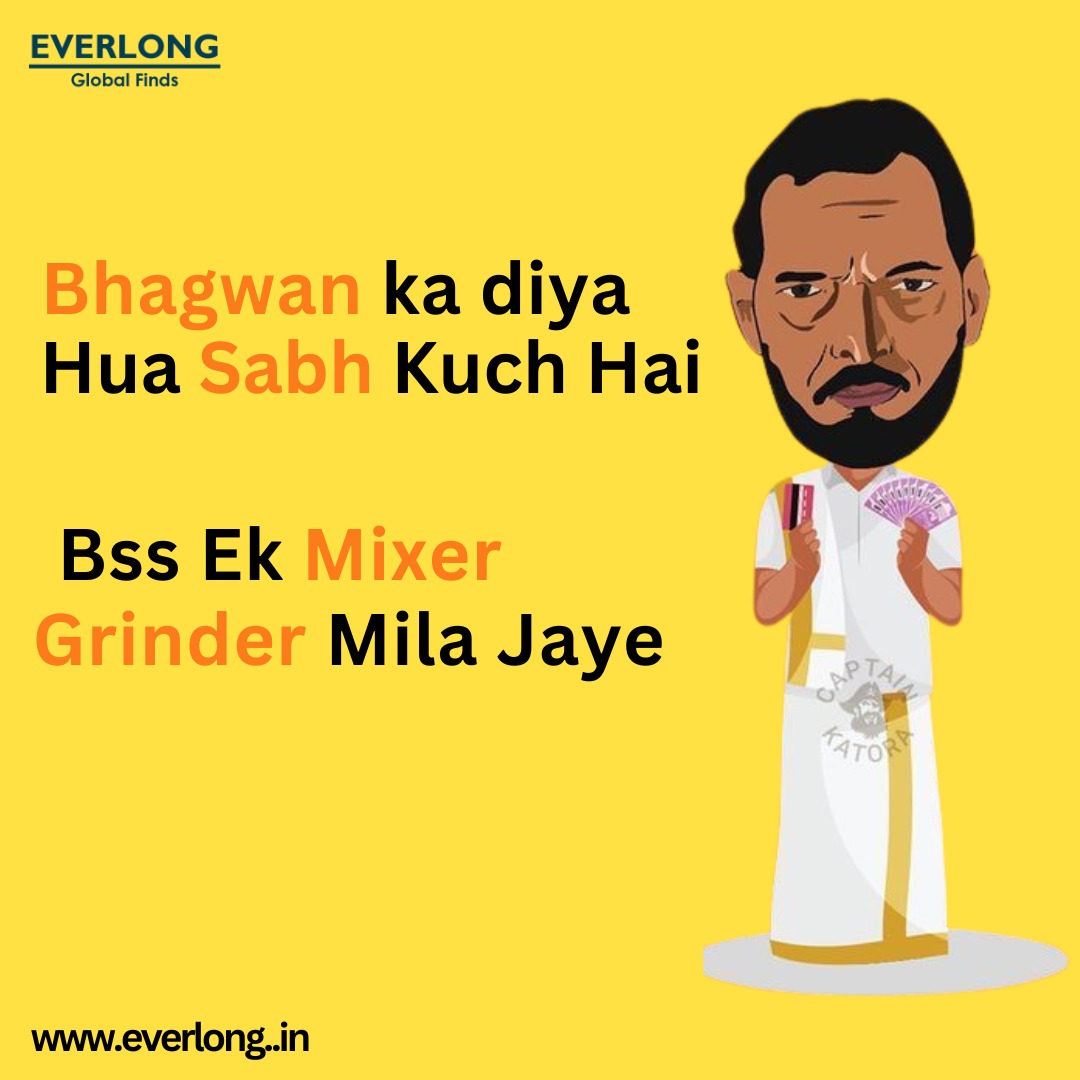 EVERLONG
Global Finds
Bhagwan ka diya
Hua Sabh Kuch Hai
Bss Ek Mixer
Grinder Mila Jaye
CAPTAIN
KATORA
www.everlong..in